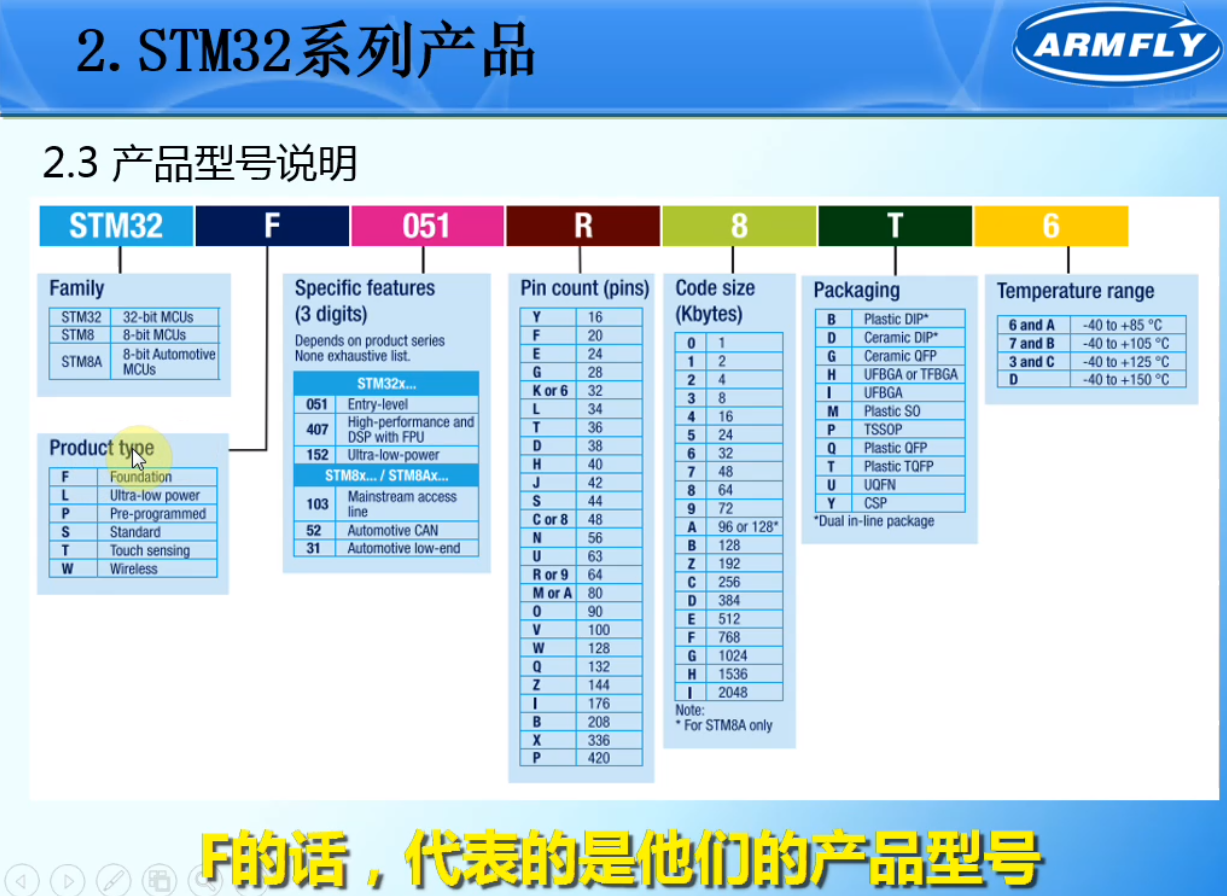 2.STM32系列产品
ARMFLY
2.3 产品型号说明
STM32 F 051 R 8 T 6
Family
STM32 32-bit MCUs
STM8 8-bit MCUs
STM8A 8-bit Automotive
MCUs
Product type
F Foundation
L Ultra-low power
P Pre-programmed
S Standard
T Touch sensing
W Wireless
Specific features
(3 digits)
Depends on product series
None exhaustive list.
STM32x...
051 Entry-level
407 High-performance and
DSP with FPU
152 Ultra-low-power
STM8x... / STM8Ax...
103 Mainstream access
line
52 Automotive CAN
31 Automotive low-end
Pin count (pins)
Y 16
F 20
E 24
G 28
K or 6 32
L 34
T 36
D 38
H 40
J 42
S 44
C or 8 48
N 56
U 63
R or 9 64
M or A 80
O 90
V 100
W 128
Q 132
Z 144
I 176
B 208
X 336
P 420
Code size
(Kbytes)
0 1
1 2
2 4
3 8
4 16
5 24
6 32
7 48
8 64
9 72
A 96 or 128*
B 128
Z 192
C 256
D 384
E 512
F 768
G 1024
H 1536
I 2048
Note:
* For STM8A only
Packaging
B Plastic DIP*
D Ceramic DIP*
G Ceramic QFP
H UFBGA or TFBGA
I UFBGA
M Plastic SO
P TSSOP
Q Plastic QFP
T Plastic TQFP
U UQFN
Y CSP
*Dual in-line package
Temperature range
6 and A -40 to +85 °C
7 and B -40 to +105 °C
3 and C -40 to +125 °C
D -40 to +150 °C
F的话，代表的是他们的产品型号